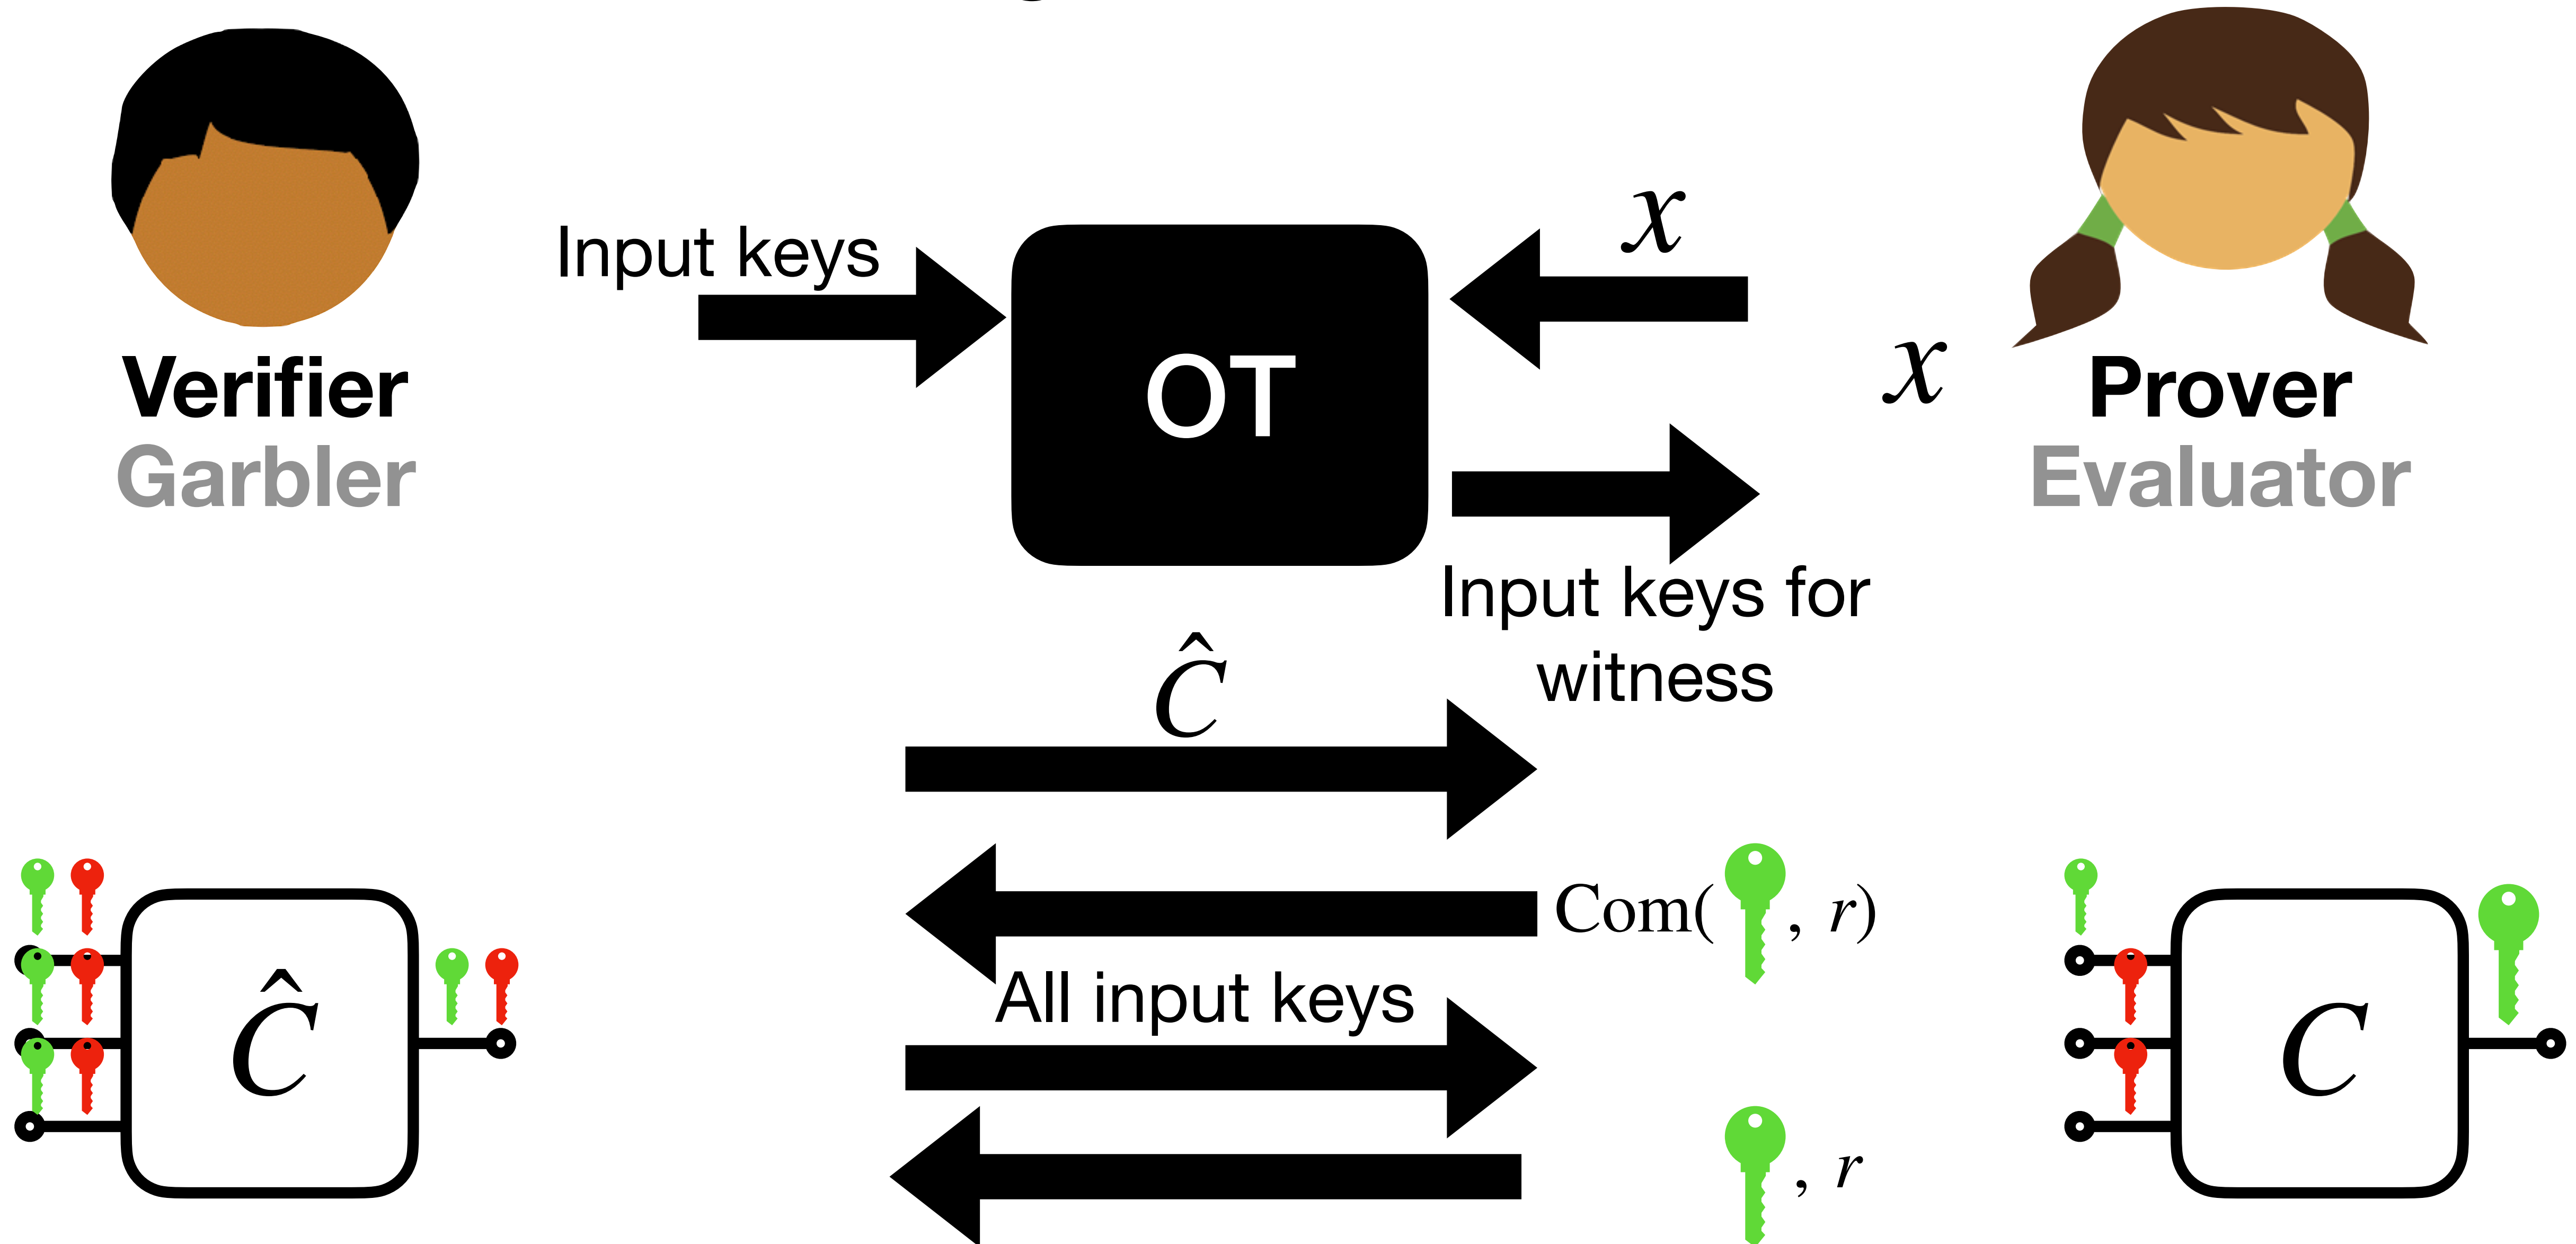 Verifier
Garbler
Input keys
OT
x
x
Prover
Evaluator
Input keys for
witness
Ĉ
Com( , r)
All input keys
Ĉ
C
, r